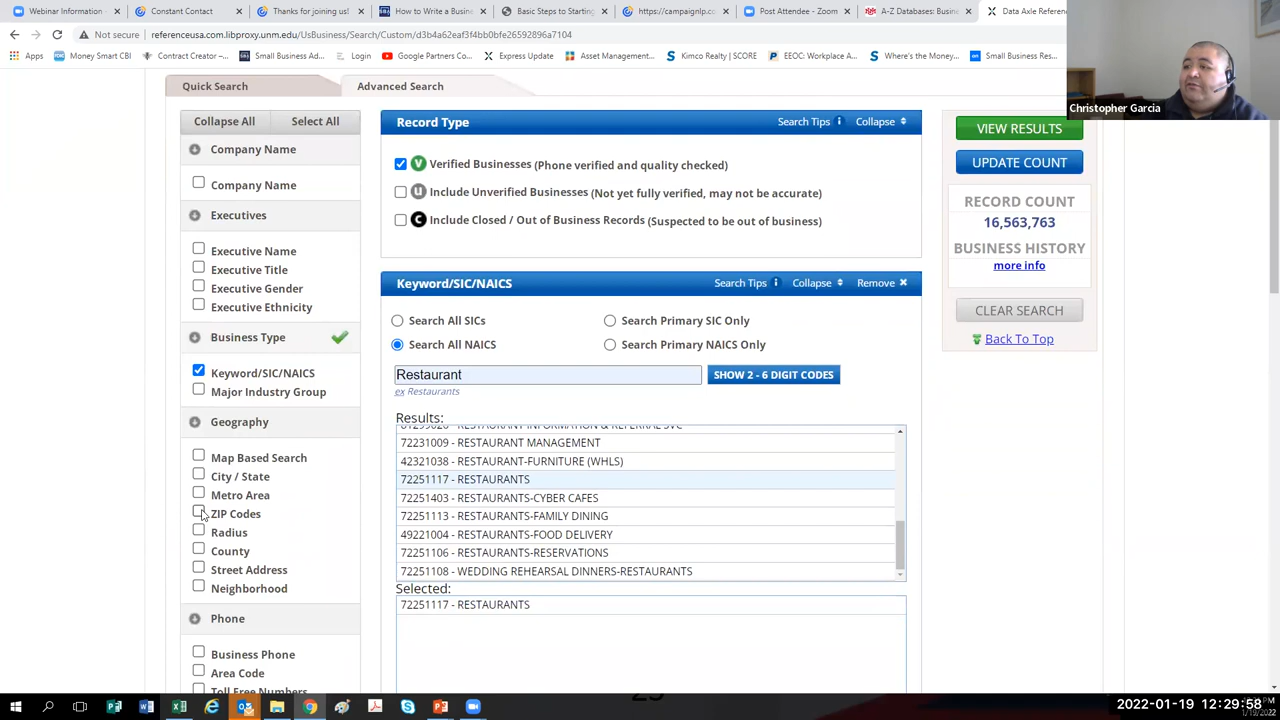 Webinar Information -
Constant Contact
Thanks for joining us!
How to Write a Busine
Basic Steps to Starting
https://campaignlp.co
Post Attendee - Zoom
A-Z Databases: Busin
Data Axle Referen
Not secure | referenceusa.com.libproxy.unm.edu/UsBusiness/Search/Custom/d3b4a62eaf3f4bb0bfe26592896a7104
Apps
Money Smart CBI
Contract Creator –...
Small Business Ad...
Login
Google Partners Co...
Express Update
Asset Management...
Kimco Realty | SCORE
EEOC: Workplace A...
Where's the Money...
Small Business Res...
Christopher Garcia
Quick Search
Advanced Search
Collapse All
Select All
Company Name
Company Name
Executives
Executive Name
Executive Title
Executive Gender
Executive Ethnicity
Business Type
Keyword/SIC/NAICS
Major Industry Group
Geography
Map Based Search
City / State
Metro Area
ZIP Codes
Radius
County
Street Address
Neighborhood
Phone
Business Phone
Area Code
Toll Free Numbers
Record Type
Search Tips
Collapse
V Verified Businesses (Phone verified and quality checked)
U Include Unverified Businesses (Not yet fully verified, may not be accurate)
C Include Closed / Out of Business Records (Suspected to be out of business)
Keyword/SIC/NAICS
Search Tips
Collapse
Remove
Search All SICs
Search Primary SIC Only
Search All NAICS
Search Primary NAICS Only
Restaurant
SHOW 2 - 6 DIGIT CODES
ex Restaurants
Results:
RESTAURANT INFORMATION & REFERRAL SVC
72231009 - RESTAURANT MANAGEMENT
42321038 - RESTAURANT-FURNITURE (WHLS)
72251117 - RESTAURANTS
72251403 - RESTAURANTS-CYBER CAFES
72251113 - RESTAURANTS-FAMILY DINING
49221004 - RESTAURANTS-FOOD DELIVERY
72251106 - RESTAURANTS-RESERVATIONS
72251108 - WEDDING REHEARSAL DINNERS-RESTAURANTS
Selected:
72251117 - RESTAURANTS
VIEW RESULTS
UPDATE COUNT
RECORD COUNT
16,563,763
BUSINESS HISTORY
more info
CLEAR SEARCH
Back To Top
2022-01-19 12:29:58